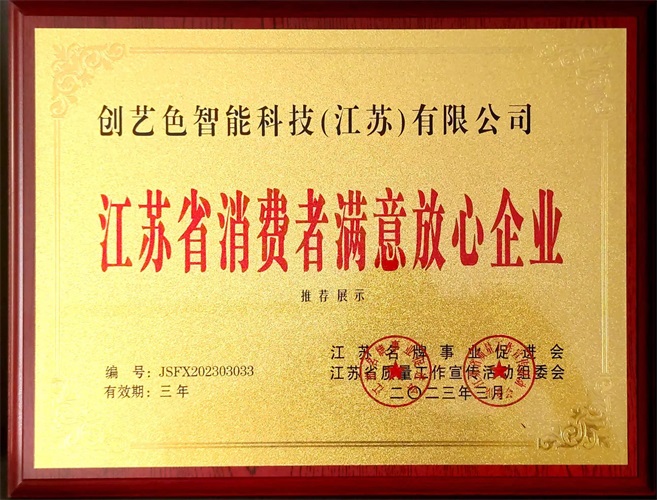 创艺色智能科技(江苏)有限公司
江苏省消费者满意放心企业
推荐展示
编 号：JSFX202303033
有效期：三年
江苏名牌事业促进会
江苏省质量工作宣传活动组委会
二〇二三年三月